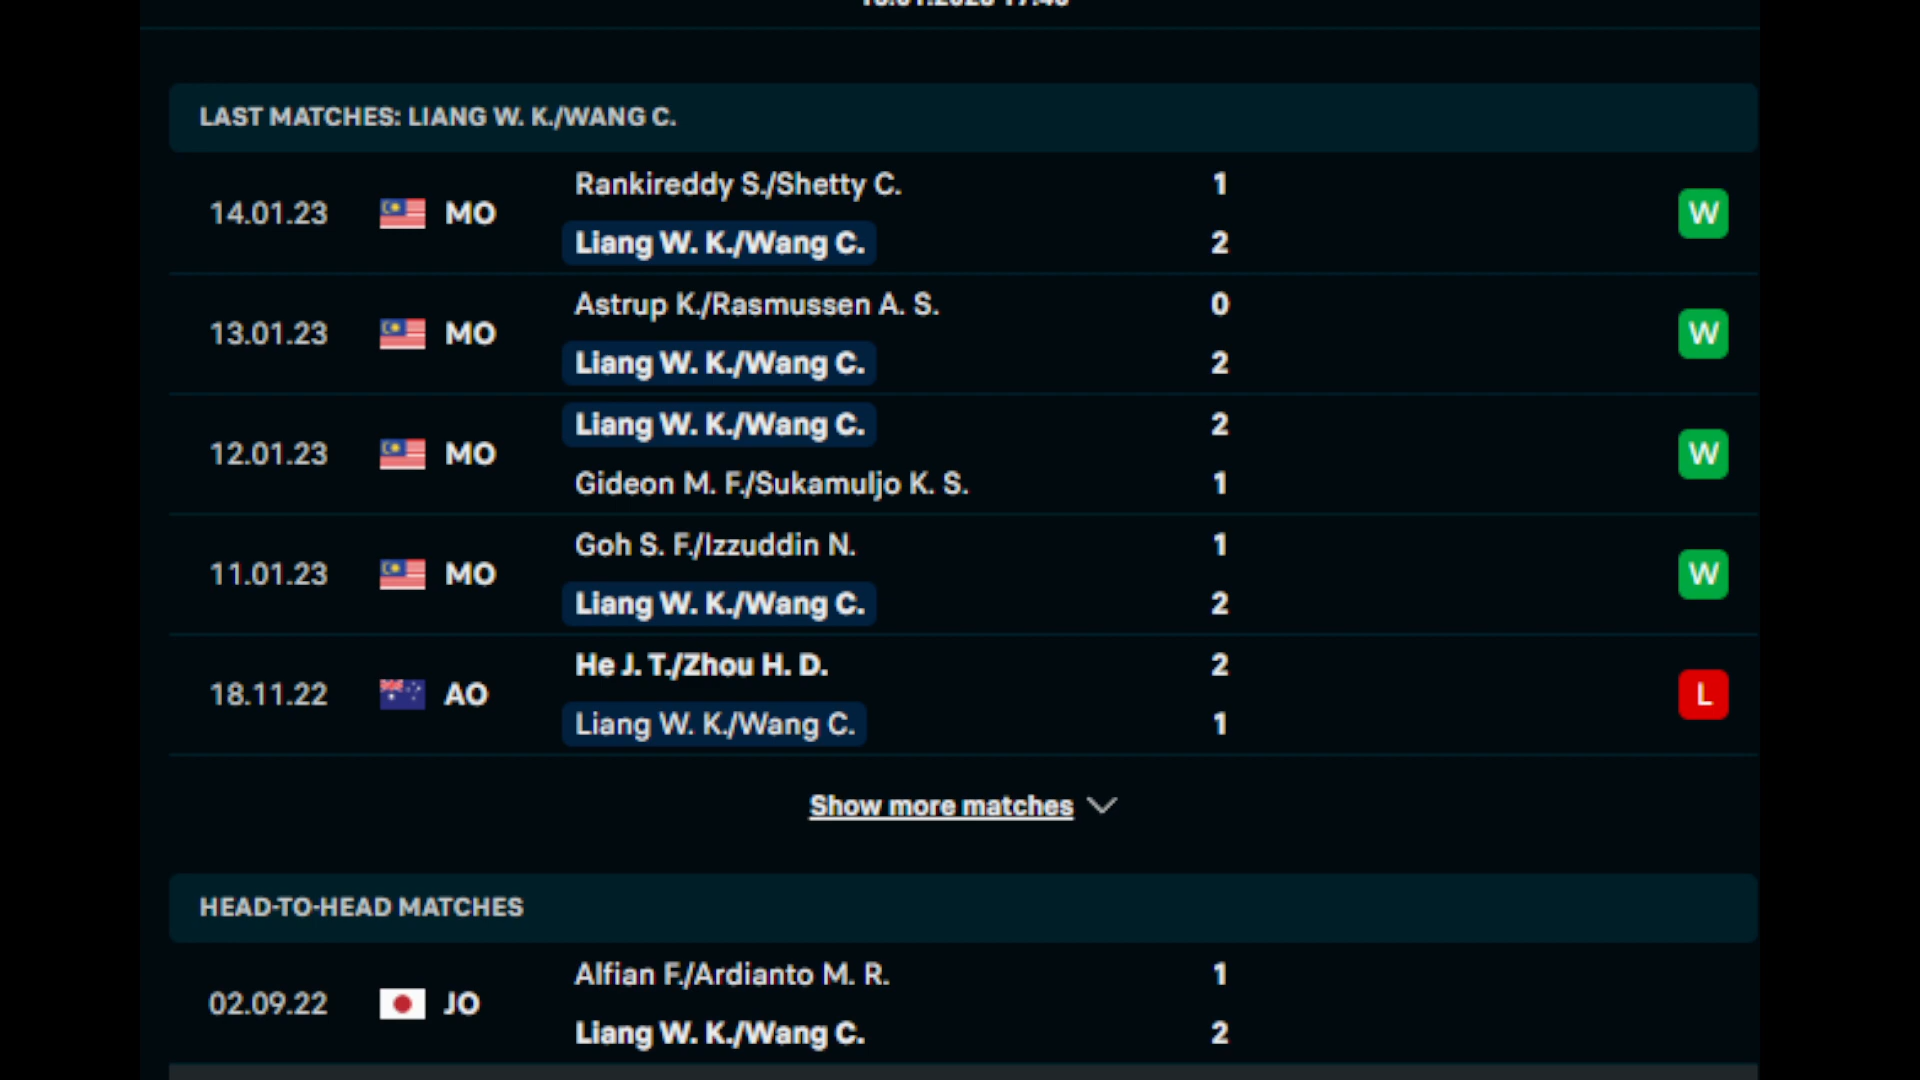 LAST MATCHES: LIANG W. K./WANG C.
14.01.23 MO Rankireddy S./Shetty C. 1 W
Liang W. K./Wang C. 2
13.01.23 MO Astrup K./Rasmussen A. S. 0 W
Liang W. K./Wang C. 2
12.01.23 MO Liang W. K./Wang C. 2 W
Gideon M. F./Sukamuljo K. S. 1
11.01.23 MO Goh S. F./Izzuddin N. 1 W
Liang W. K./Wang C. 2
18.11.22 AO He J. T./Zhou H. D. 2 L
Liang W. K./Wang C. 1
Show more matches
HEAD-TO-HEAD MATCHES
02.09.22 JO Alfian F./Ardianto M. R. 1
Liang W. K./Wang C. 2